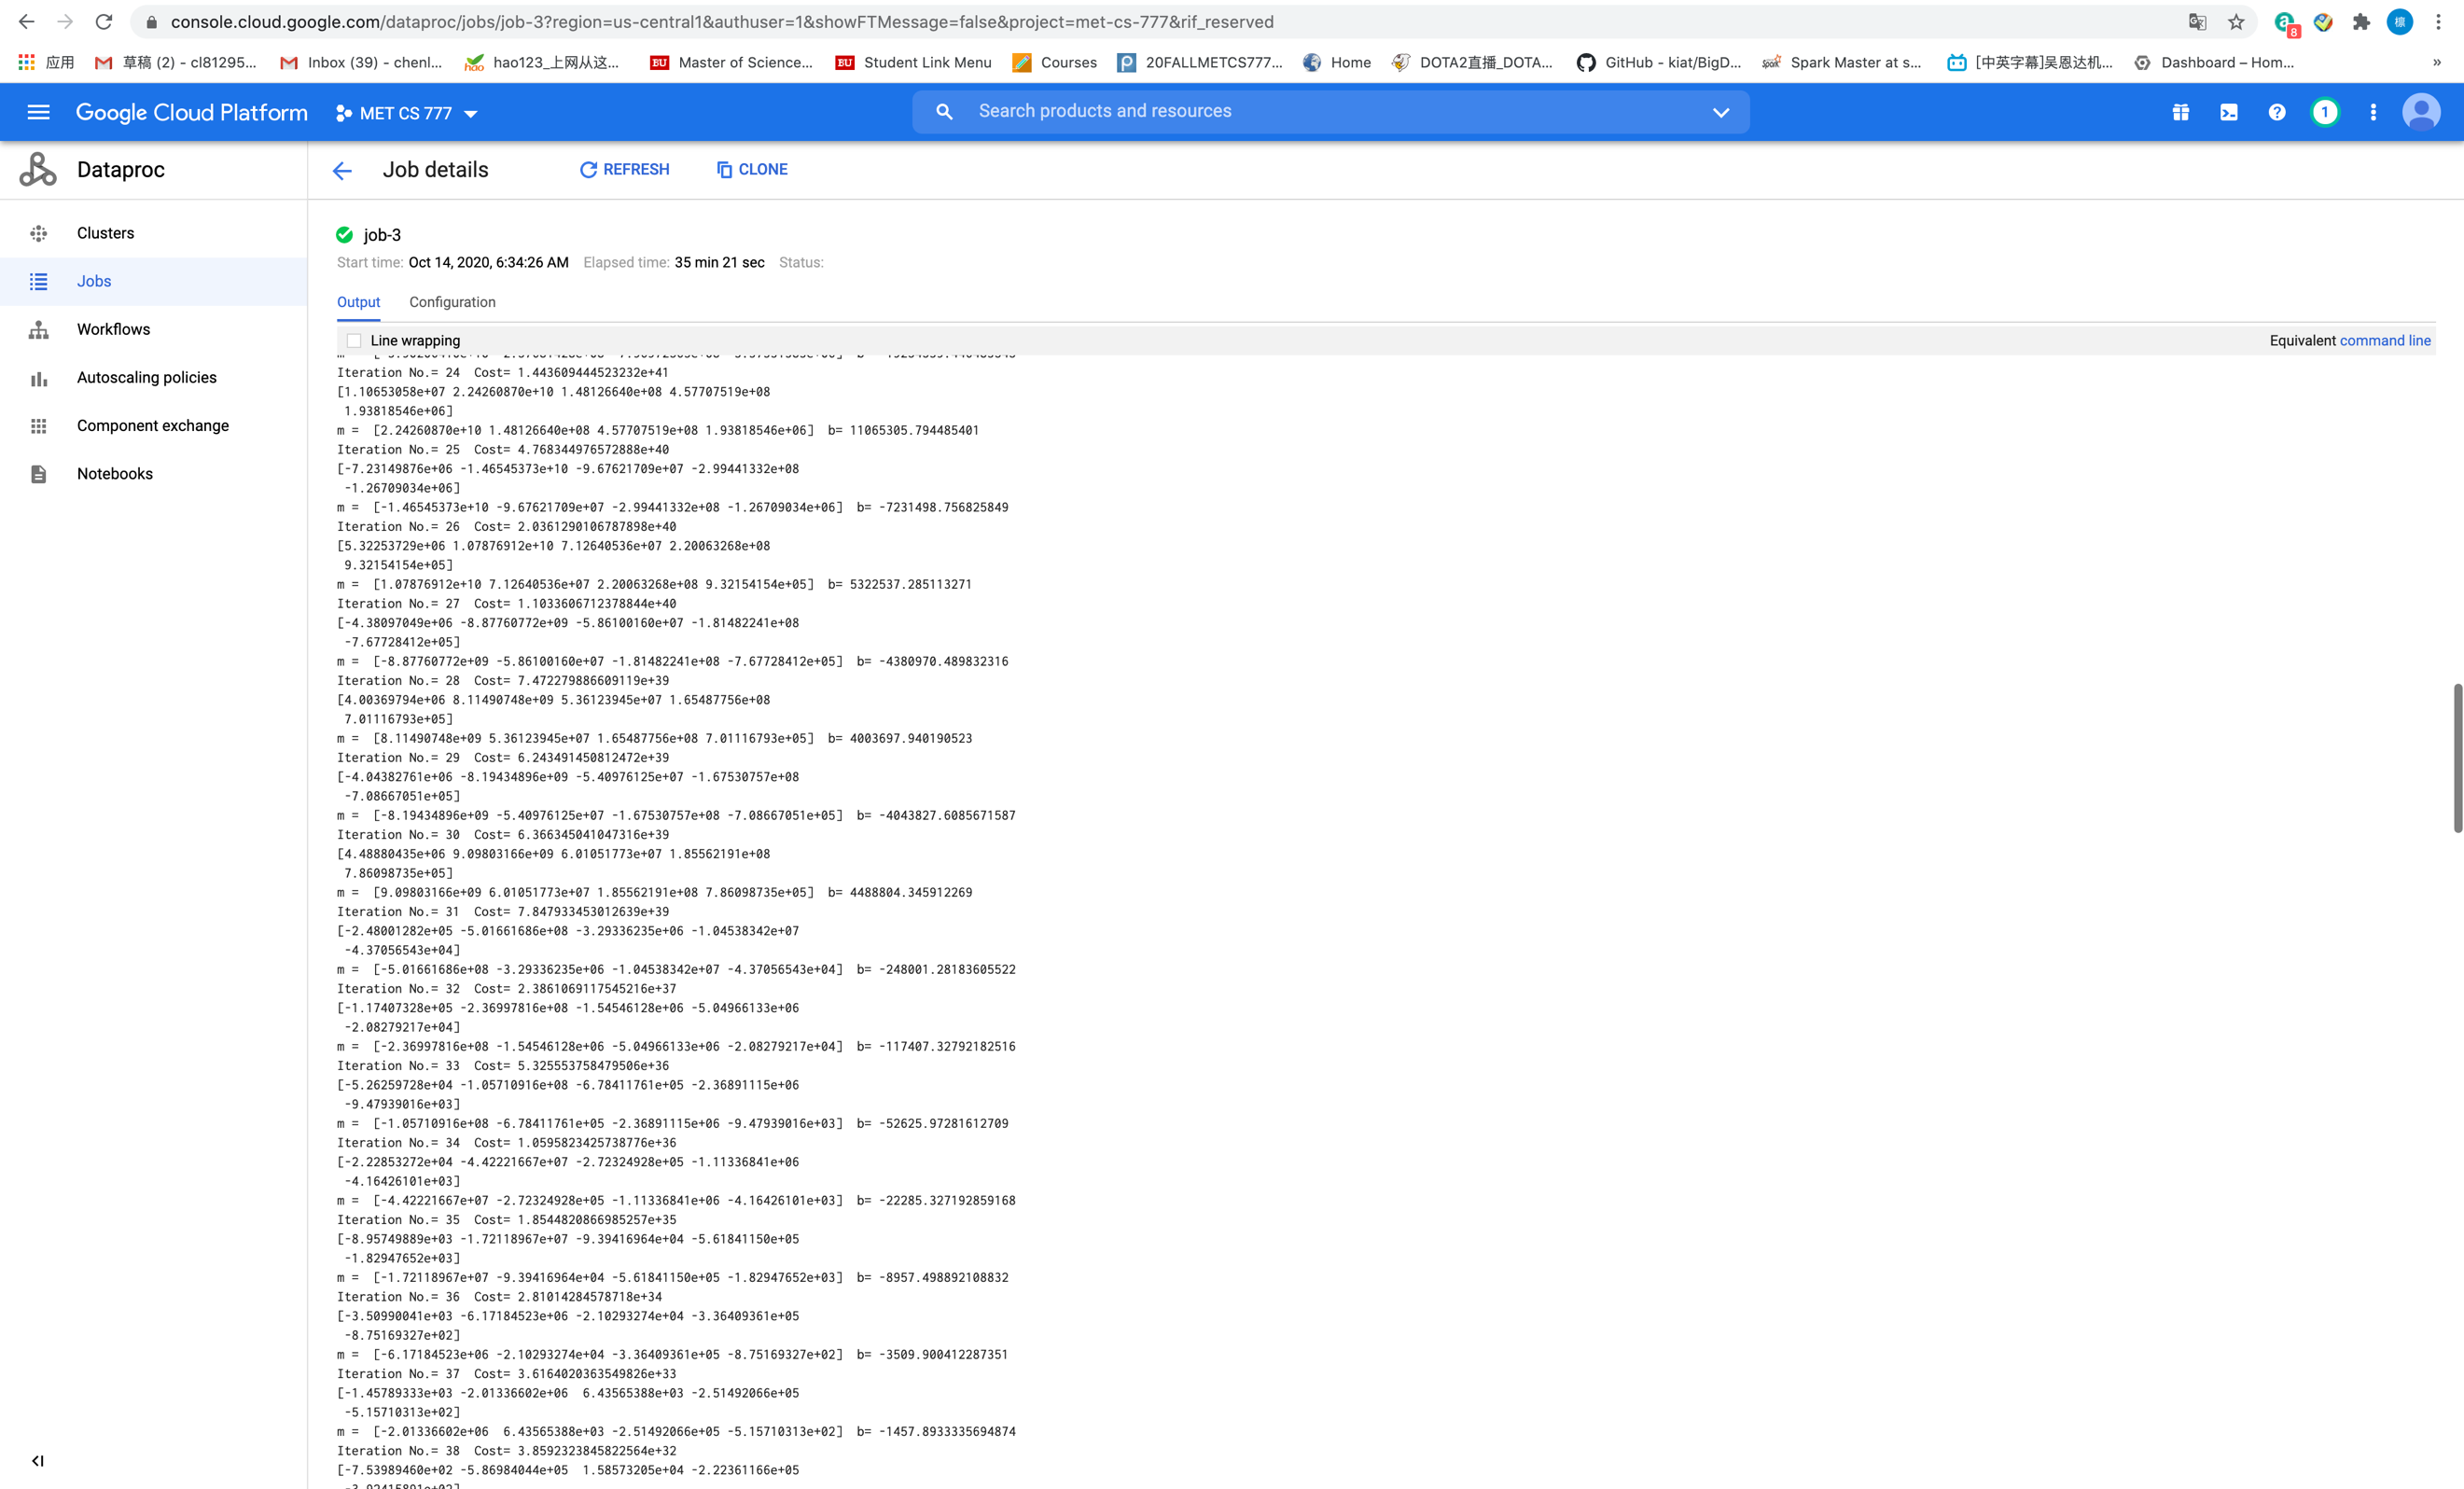 console.cloud.google.com/dataproc/jobs/job-3?region=us-central1&authuser=1&showFTMessage=false&project=met-cs-777&rif_reserved
8
檩
应用
草稿 (2) - cl81295...
Inbox (39) - chenl...
hao123_上网从这...
BU Master of Science...
BU Student Link Menu
Courses
20FALLMETCS777...
Home
DOTA2直播_DOTA...
GitHub - kiat/BigD...
Spark Master at s...
[中英字幕]吴恩达机...
Dashboard – Hom...
»
Google Cloud Platform
MET CS 777
Search products and resources
1
Dataproc
Job details
REFRESH
CLONE
Clusters
Jobs
Workflows
Autoscaling policies
Component exchange
Notebooks
job-3
Start time: Oct 14, 2020, 6:34:26 AM Elapsed time: 35 min 21 sec Status:
Output Configuration
Line wrapping
Equivalent command line
Iteration No.= 24 Cost= 1.443609444523232e+41
[1.10653058e+07 2.24260870e+10 1.48126640e+08 4.57707519e+08
1.93818546e+06]
m = [2.24260870e+10 1.48126640e+08 4.57707519e+08 1.93818546e+06] b= 11065305.794485401
Iteration No.= 25 Cost= 4.768344976572888e+40
[-7.23149876e+06 -1.46545373e+10 -9.67621709e+07 -2.99441332e+08
-1.26709034e+06]
m = [-1.46545373e+10 -9.67621709e+07 -2.99441332e+08 -1.26709034e+06] b= -7231498.756825849
Iteration No.= 26 Cost= 2.0361290106787898e+40
[5.32253729e+06 1.07876912e+10 7.12640536e+07 2.20063268e+08
9.32154154e+05]
m = [1.07876912e+10 7.12640536e+07 2.20063268e+08 9.32154154e+05] b= 5322537.285113271
Iteration No.= 27 Cost= 1.1033606712378844e+40
[-4.38097049e+06 -8.87760772e+09 -5.86100160e+07 -1.81482241e+08
-7.67728412e+05]
m = [-8.87760772e+09 -5.86100160e+07 -1.81482241e+08 -7.67728412e+05] b= -4380970.489832316
Iteration No.= 28 Cost= 7.472279886609119e+39
[4.00369794e+06 8.11490748e+09 5.36123945e+07 1.65487756e+08
7.01116793e+05]
m = [8.11490748e+09 5.36123945e+07 1.65487756e+08 7.01116793e+05] b= 4003697.940190523
Iteration No.= 29 Cost= 6.243491450812472e+39
[-4.04382761e+06 -8.19434896e+09 -5.40976125e+07 -1.67530757e+08
-7.08667051e+05]
m = [-8.19434896e+09 -5.40976125e+07 -1.67530757e+08 -7.08667051e+05] b= -4043827.6085671587
Iteration No.= 30 Cost= 6.366345041047316e+39
[4.48880435e+06 9.09803166e+09 6.01051773e+07 1.85562191e+08
7.86098735e+05]
m = [9.09803166e+09 6.01051773e+07 1.85562191e+08 7.86098735e+05] b= 4488804.345912269
Iteration No.= 31 Cost= 7.847933453012639e+39
[-2.48001282e+05 -5.01661686e+08 -3.29336235e+06 -1.04538342e+07
-4.37056543e+04]
m = [-5.01661686e+08 -3.29336235e+06 -1.04538342e+07 -4.37056543e+04] b= -248001.28183605522
Iteration No.= 32 Cost= 2.3861069117545216e+37
[-1.17407328e+05 -2.36997816e+08 -1.54546128e+06 -5.04966133e+06
-2.08279217e+04]
m = [-2.36997816e+08 -1.54546128e+06 -5.04966133e+06 -2.08279217e+04] b= -117407.32792182516
Iteration No.= 33 Cost= 5.325553758479506e+36
[-5.26259728e+04 -1.05710916e+08 -6.78411761e+05 -2.36891115e+06
-9.47939016e+03]
m = [-1.05710916e+08 -6.78411761e+05 -2.36891115e+06 -9.47939016e+03] b= -52625.97281612709
Iteration No.= 34 Cost= 1.0595823425738776e+36
[-2.22853272e+04 -4.42221667e+07 -2.72324928e+05 -1.11336841e+06
-4.16426101e+03]
m = [-4.42221667e+07 -2.72324928e+05 -1.11336841e+06 -4.16426101e+03] b= -22285.327192859168
Iteration No.= 35 Cost= 1.8544820866985257e+35
[-8.95749889e+03 -1.72118967e+07 -9.39416964e+04 -5.61841150e+05
-1.82947652e+03]
m = [-1.72118967e+07 -9.39416964e+04 -5.61841150e+05 -1.82947652e+03] b= -8957.498892108832
Iteration No.= 36 Cost= 2.81014284578718e+34
[-3.50990041e+03 -6.17184523e+06 -2.10293274e+04 -3.36409361e+05
-8.75169327e+02]
m = [-6.17184523e+06 -2.10293274e+04 -3.36409361e+05 -8.75169327e+02] b= -3509.900412287351
Iteration No.= 37 Cost= 3.6164020363549826e+33
[-1.45789333e+03 -2.01336602e+06 6.43565388e+03 -2.51492066e+05
-5.15710313e+02]
m = [-2.01336602e+06 6.43565388e+03 -2.51492066e+05 -5.15710313e+02] b= -1457.8933335694874
Iteration No.= 38 Cost= 3.8592323845822564e+32
[-7.53989460e+02 -5.86984044e+05 1.58573205e+04 -2.22361166e+05